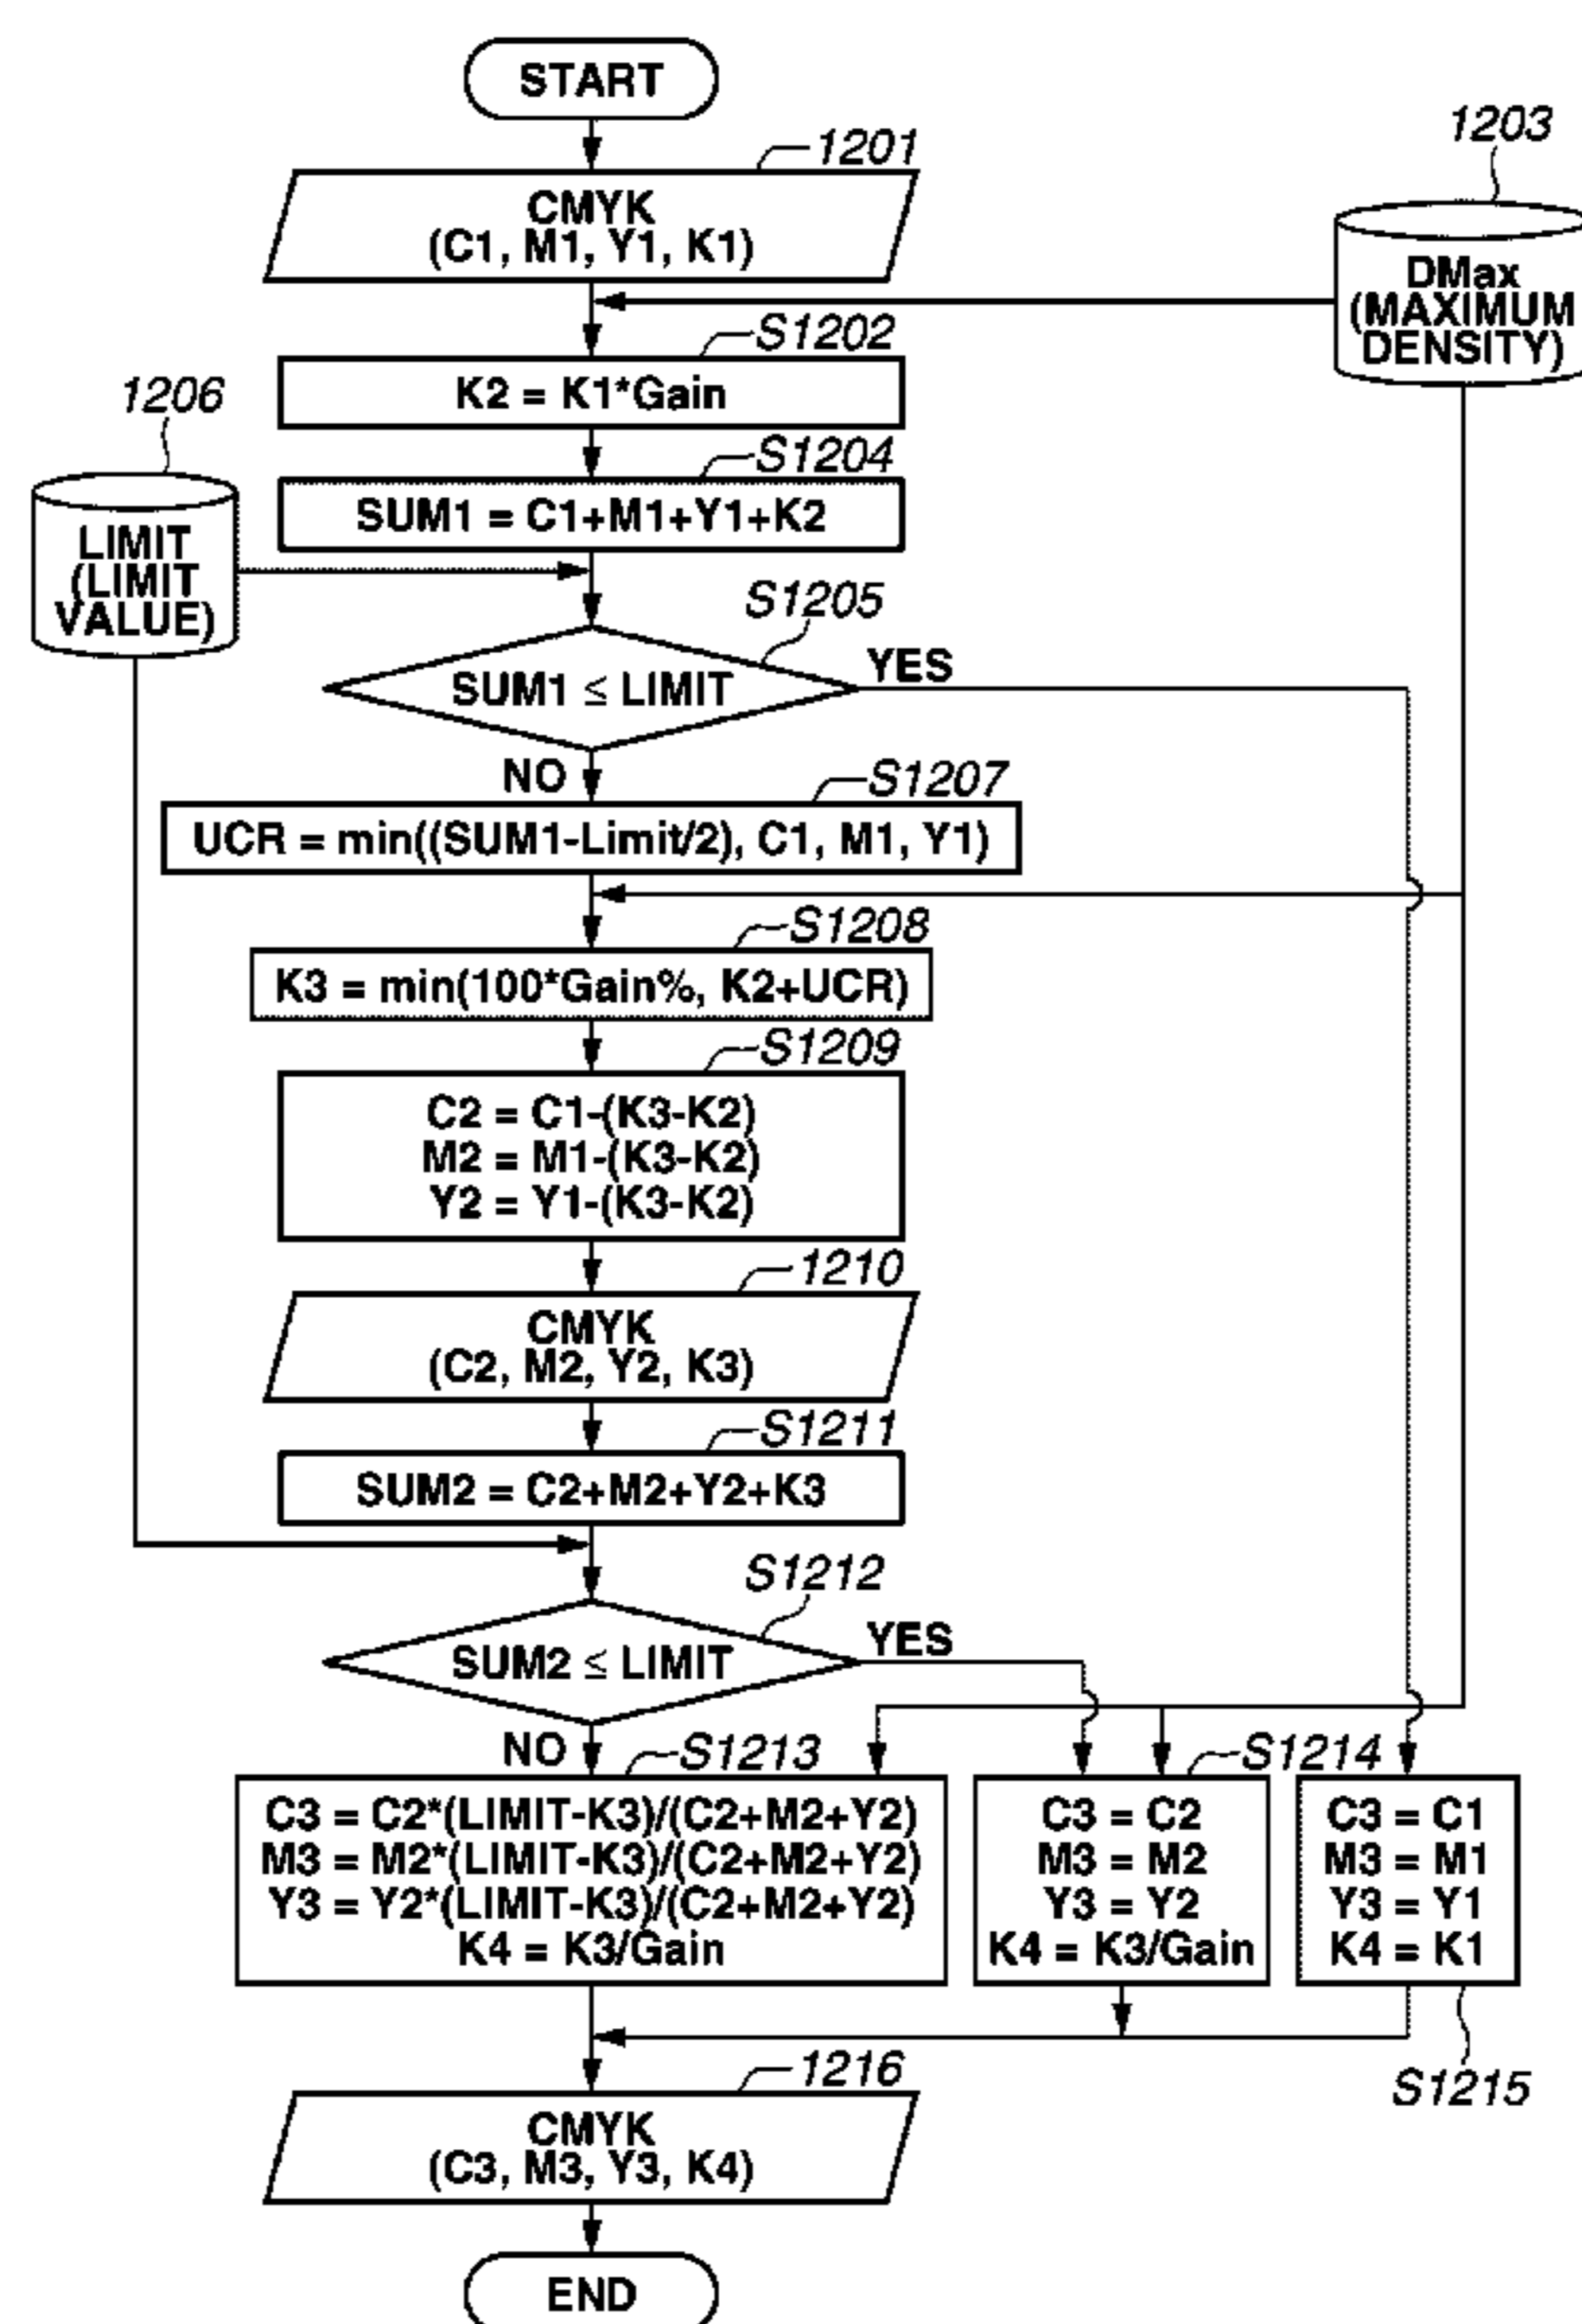 START
1201
CMYK
(C1, M1, Y1, K1)
1203
DMax
(MAXIMUM
DENSITY)
S1202
K2 = K1*Gain
1206
LIMIT
(LIMIT
VALUE)
S1204
SUM1 = C1+M1+Y1+K2
S1205
SUM1 ≤ LIMIT
YES
NO
S1207
UCR = min((SUM1-Limit/2), C1, M1, Y1)
S1208
K3 = min(100*Gain%, K2+UCR)
S1209
C2 = C1-(K3-K2)
M2 = M1-(K3-K2)
Y2 = Y1-(K3-K2)
1210
CMYK
(C2, M2, Y2, K3)
S1211
SUM2 = C2+M2+Y2+K3
S1212
SUM2 ≤ LIMIT
YES
NO
S1213
C3 = C2*(LIMIT-K3)/(C2+M2+Y2)
M3 = M2*(LIMIT-K3)/(C2+M2+Y2)
Y3 = Y2*(LIMIT-K3)/(C2+M2+Y2)
K4 = K3/Gain
S1214
C3 = C2
M3 = M2
Y3 = Y2
K4 = K3/Gain
C3 = C1
M3 = M1
Y3 = Y1
K4 = K1
S1215
1216
CMYK
(C3, M3, Y3, K4)
END